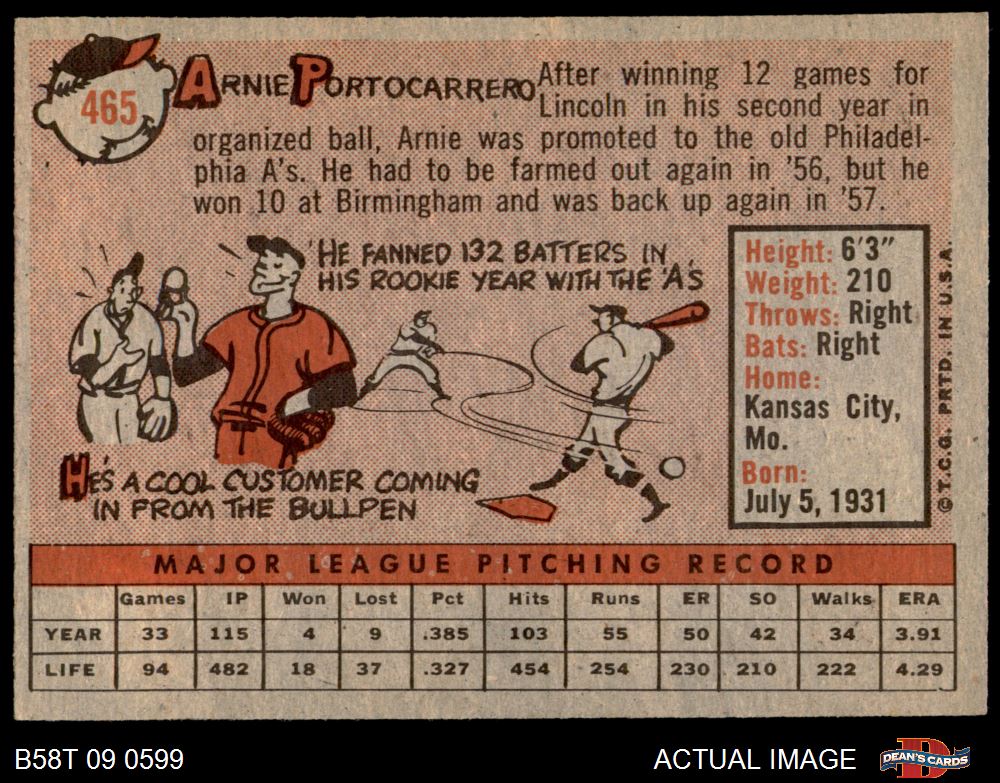 465
ARNIE PORTOCARRERO
After winning 12 games for
Lincoln in his second year in
organized ball, Arnie was promoted to the old Philadel-
phia A's. He had to be farmed out again in '56, but he
won 10 at Birmingham and was back up again in '57.
HE FANNED 132 BATTERS IN
HIS ROOKIE YEAR WITH THE 'A'S
HE'S A COOL CUSTOMER COMING
IN FROM THE BULLPEN
Height: 6'3"
Weight: 210
Throws: Right
Bats: Right
Home:
Kansas City,
Mo.
Born:
July 5, 1931
© T.C.G. PRTD. IN U.S.A.
MAJOR LEAGUE PITCHING RECORD
Games IP Won Lost Pct Hits Runs ER SO Walks ERA
YEAR 33 115 4 9 .385 103 55 50 42 34 3.91
LIFE 94 482 18 37 .327 454 254 230 210 222 4.29
B58T 09 0599
ACTUAL IMAGE
DEAN'S CARDS